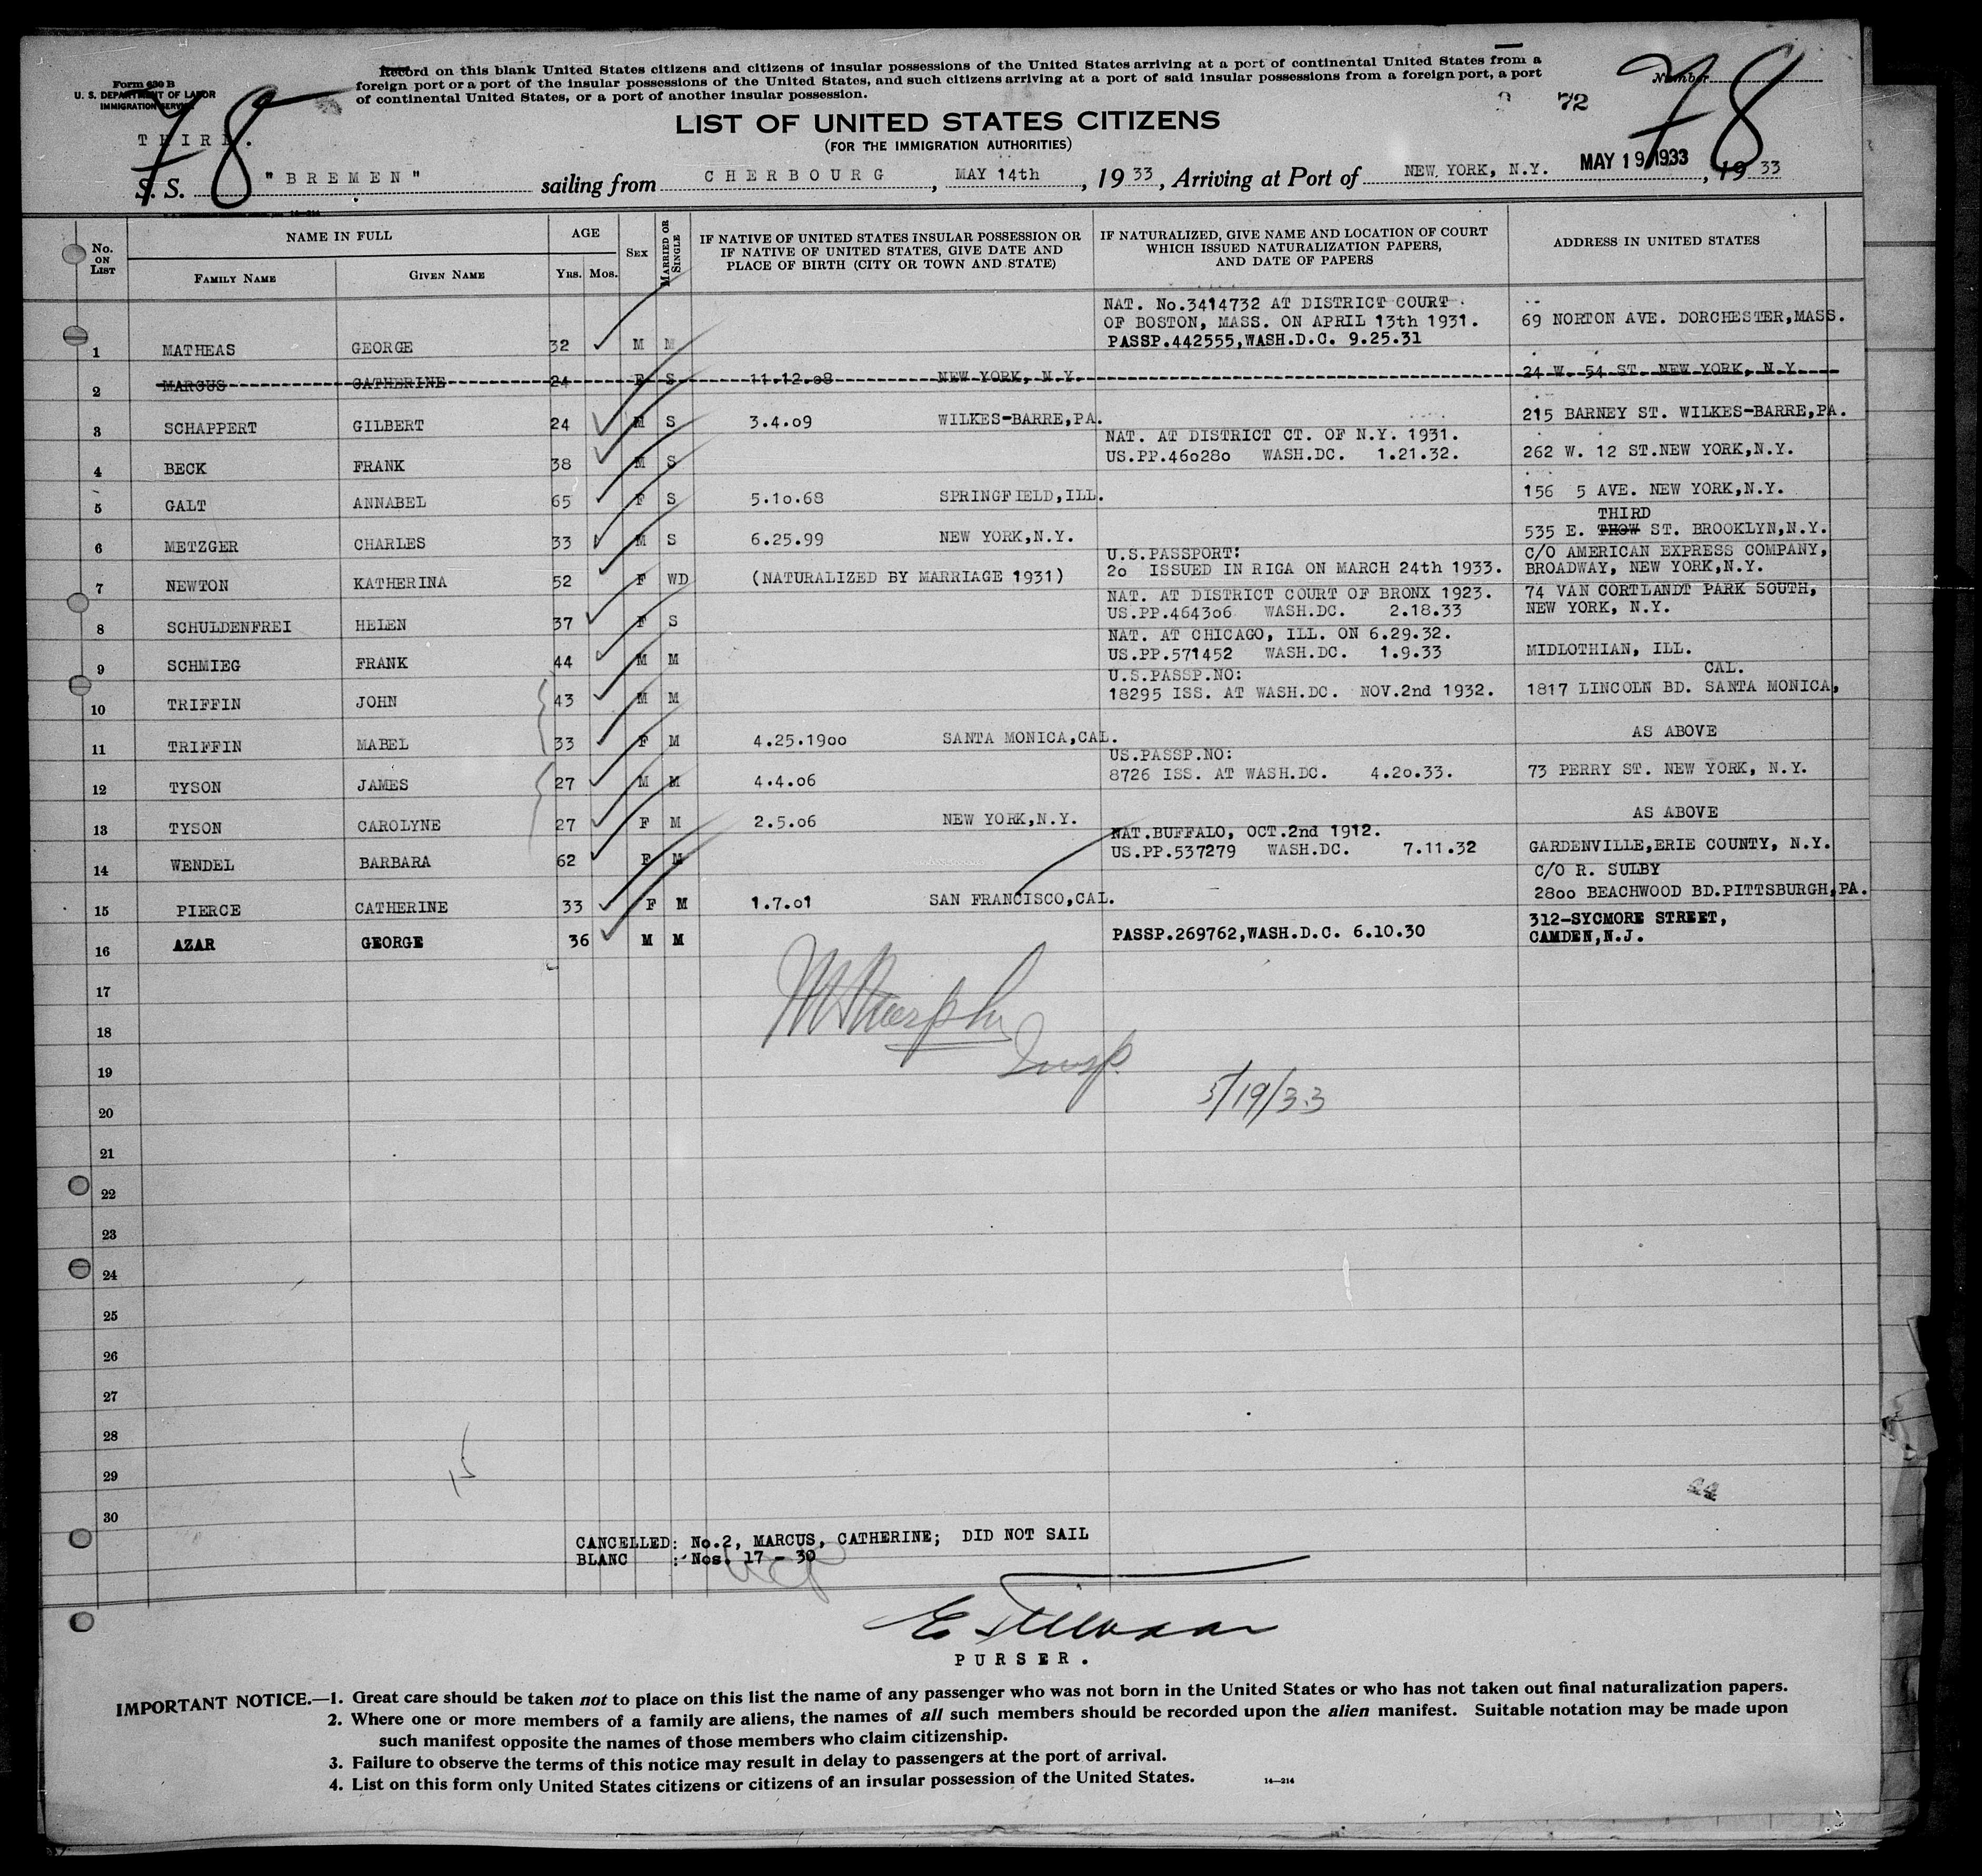 Form 630 B
U. S. DEPARTMENT OF LABOR
IMMIGRATION SERVICE
Record on this blank United States citizens and citizens of insular possessions of the United States arriving at a port of continental United States from a
foreign port or a port of the insular possessions of the United States, and such citizens arriving at a port of said insular possessions from a foreign port, a port
of continental United States, or a port of another insular possession.
Number
78
78
72
THIRD.
LIST OF UNITED STATES CITIZENS
(FOR THE IMMIGRATION AUTHORITIES)
S. S. "BREMEN" sailing from CHERBOURG, MAY 14th, 1933, Arriving at Port of NEW YORK, N.Y. MAY 19 1933, 1933
No. ON LIST NAME IN FULL AGE SEX MARRIED OR SINGLE IF NATIVE OF UNITED STATES INSULAR POSSESSION OR IF NATIVE OF UNITED STATES, GIVE DATE AND PLACE OF BIRTH (CITY OR TOWN AND STATE) IF NATURALIZED, GIVE NAME AND LOCATION OF COURT WHICH ISSUED NATURALIZATION PAPERS, AND DATE OF PAPERS ADDRESS IN UNITED STATES
FAMILY NAME GIVEN NAME YRS. MOS.
NAT. No.3414732 AT DISTRICT COURT
OF BOSTON, MASS. ON APRIL 13th 1931. 69 NORTON AVE. DORCHESTER,MASS.
1 MATHEAS GEORGE 32 M M PASSP.442555,WASH.D.C. 9.25.31
2 MARCUS CATHERINE 24 F S 11.12.08 NEW YORK, N.Y. 24 W. 54 ST. NEW YORK, N.Y.
3 SCHAPPERT GILBERT 24 M S 3.4.09 WILKES-BARRE,PA. 215 BARNEY ST. WILKES-BARRE,PA.
NAT. AT DISTRICT CT. OF N.Y. 1931.
4 BECK FRANK 38 M S US.PP.460280 WASH.DC. 1.21.32. 262 W. 12 ST.NEW YORK,N.Y.
5 GALT ANNABEL 65 F S 5.10.68 SPRINGFIELD,ILL. 156 5 AVE. NEW YORK,N.Y.
THIRD
6 METZGER CHARLES 33 M S 6.25.99 NEW YORK,N.Y. 535 E. THOW ST. BROOKLYN,N.Y.
U.S.PASSPORT: C/O AMERICAN EXPRESS COMPANY,
7 NEWTON KATHERINA 52 F WD (NATURALIZED BY MARRIAGE 1931) 20 ISSUED IN RIGA ON MARCH 24th 1933. BROADWAY, NEW YORK,N.Y.
NAT. AT DISTRICT COURT OF BRONX 1923. 74 VAN CORTLANDT PARK SOUTH,
8 SCHULDENFREI HELEN 37 F S US.PP.464306 WASH.DC. 2.18.33 NEW YORK, N.Y.
NAT. AT CHICAGO, ILL. ON 6.29.32.
9 SCHMIEG FRANK 44 M M US.PP.571452 WASH.DC. 1.9.33 MIDLOTHIAN, ILL.
U.S.PASSP.NO: CAL.
10 TRIFFIN JOHN 43 M M 18295 ISS. AT WASH.DC. NOV.2nd 1932. 1817 LINCOLN BD. SANTA MONICA,
11 TRIFFIN MABEL 33 F M 4.25.1900 SANTA MONICA,CAL. AS ABOVE
US.PASSP.NO:
12 TYSON JAMES 27 M M 4.4.06 8726 ISS. AT WASH.DC. 4.20.33. 73 PERRY ST. NEW YORK, N.Y.
13 TYSON CAROLYNE 27 F M 2.5.06 NEW YORK,N.Y. AS ABOVE
NAT.BUFFALO, OCT.2nd 1912.
14 WENDEL BARBARA 62 F M US.PP.537279 WASH.DC. 7.11.32 GARDENVILLE,ERIE COUNTY, N.Y.
C/O R. SULBY
15 PIERCE CATHERINE 33 F M 1.7.01 SAN FRANCISCO,CAL. 2800 BEACHWOOD BD.PITTSBURGH,PA.
312-SYCMORE STREET,
16 AZAR GEORGE 36 M M PASSP.269762,WASH.D.C. 6.10.30 CAMDEN,N.J.
17
18
Insp.
19
5/19/33
20
21
22
23
24
25
26
27
28
29
15
30
CANCELLED: No.2, MARCUS, CATHERINE; DID NOT SAIL
BLANC : Nos. 17 - 30
PURSER.
IMPORTANT NOTICE.—1. Great care should be taken not to place on this list the name of any passenger who was not born in the United States or who has not taken out final naturalization papers.
2. Where one or more members of a family are aliens, the names of all such members should be recorded upon the alien manifest. Suitable notation may be made upon
such manifest opposite the names of those members who claim citizenship.
3. Failure to observe the terms of this notice may result in delay to passengers at the port of arrival.
4. List on this form only United States citizens or citizens of an insular possession of the United States. 14—214